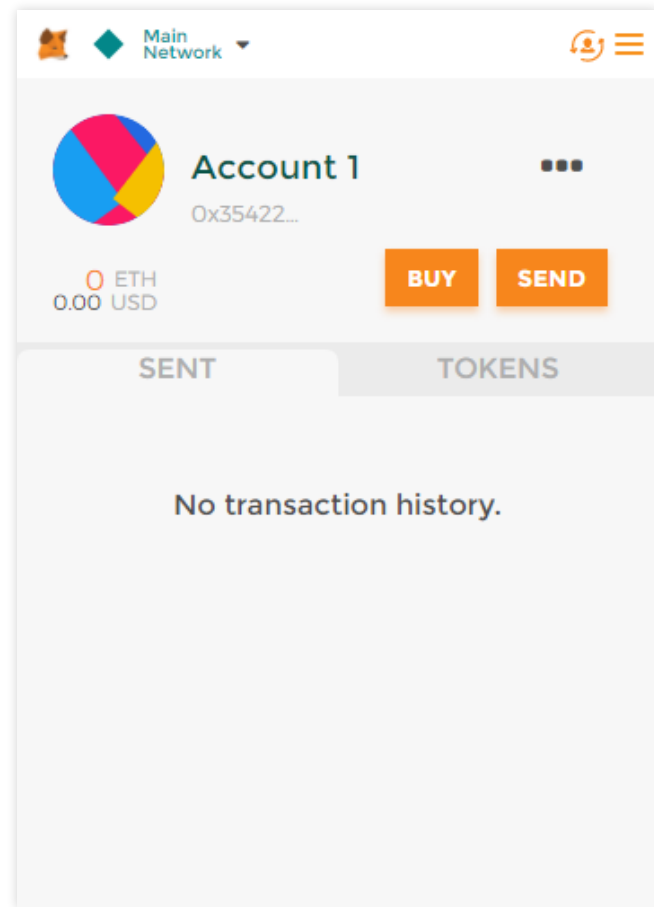 Main
Network
Account 1
0x35422...
0 ETH
0.00 USD
BUY
SEND
SENT
TOKENS
No transaction history.